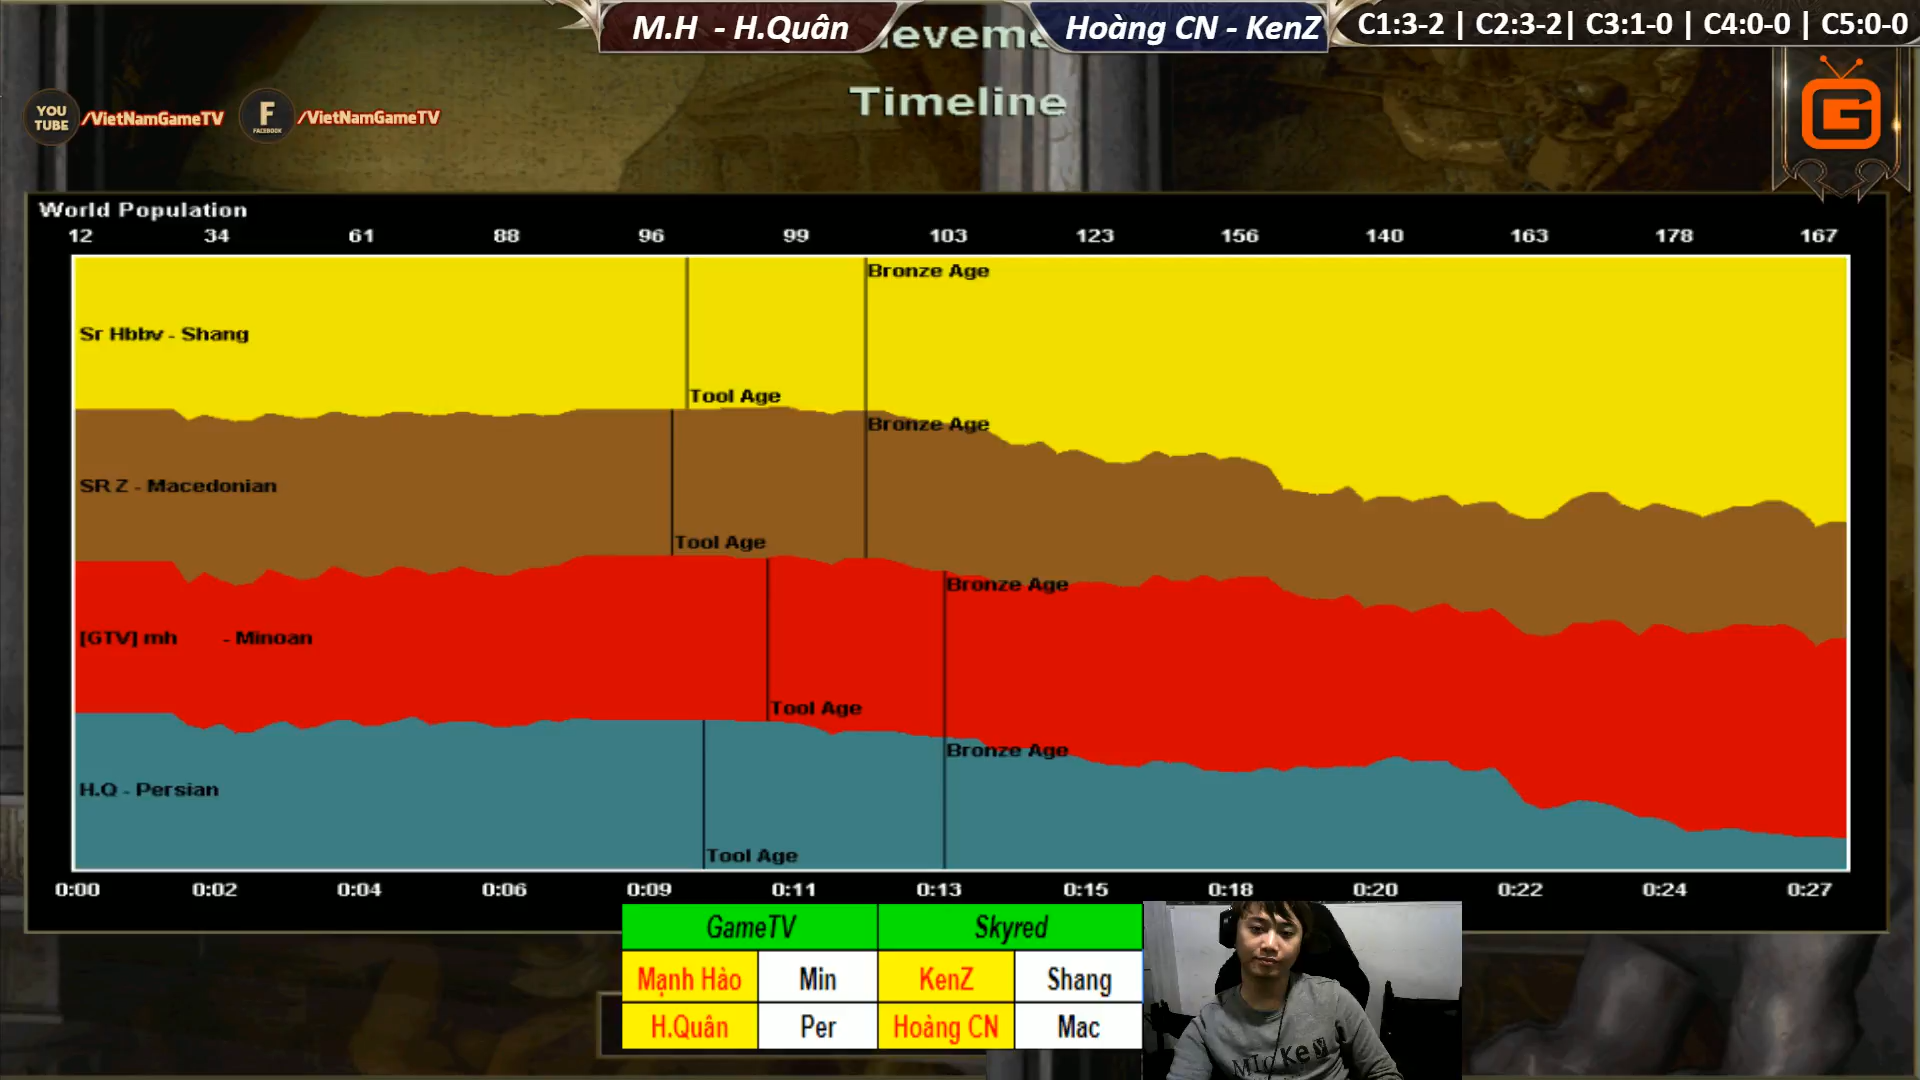 M.H - H.Quân
Hoàng CN - KenZ
C1:3-2 | C2:3-2| C3:1-0 | C4:0-0 | C5:0-0
Timeline
YOU
TUBE
/VietNamGameTV
F
FACEBOOK
/VietNamGameTV
World Population
12 34 61 88 96 99 103 123 156 140 163 178 167
Bronze Age
Sr Hbbv - Shang
Tool Age
Bronze Age
SR Z - Macedonian
Tool Age
Bronze Age
[GTV] mh - Minoan
Tool Age
Bronze Age
H.Q - Persian
Tool Age
0:00 0:02 0:04 0:06 0:09 0:11 0:13 0:15 0:18 0:20 0:22 0:24 0:27
GameTV Skyred
Mạnh Hào Min KenZ Shang
H.Quân Per Hoàng CN Mac